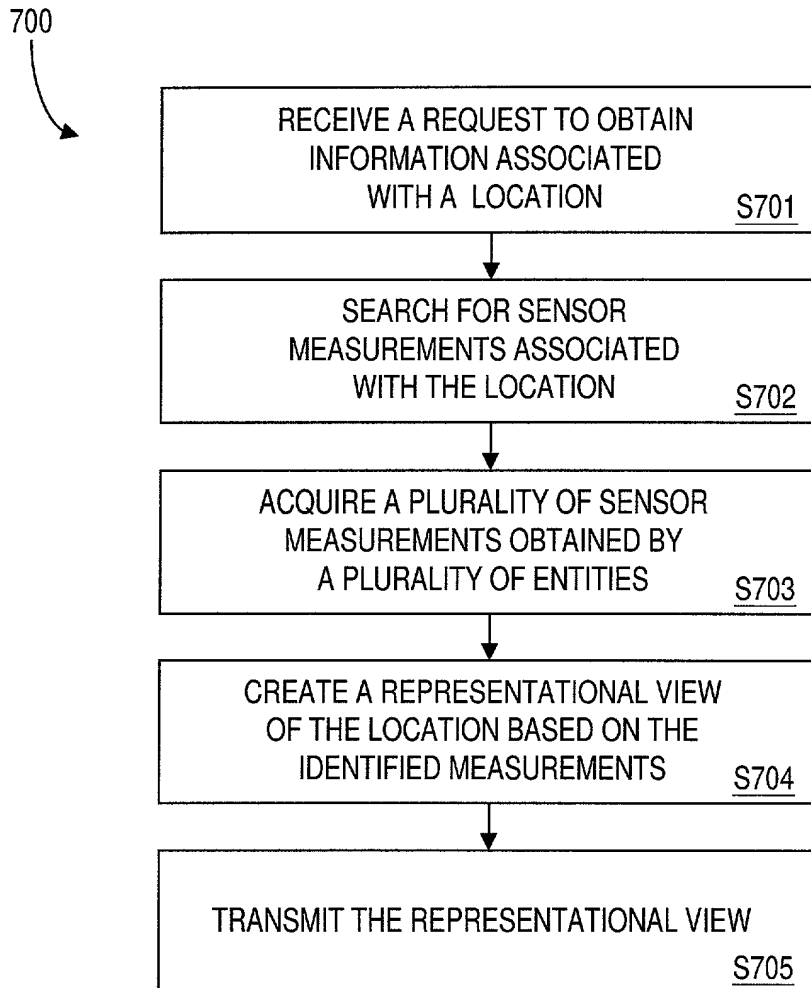 700
RECEIVE A REQUEST TO OBTAIN
INFORMATION ASSOCIATED
WITH A LOCATION
S701
SEARCH FOR SENSOR
MEASUREMENTS ASSOCIATED
WITH THE LOCATION
S702
ACQUIRE A PLURALITY OF SENSOR
MEASUREMENTS OBTAINED BY
A PLURALITY OF ENTITIES
S703
CREATE A REPRESENTATIONAL VIEW
OF THE LOCATION BASED ON THE
IDENTIFIED MEASUREMENTS
S704
TRANSMIT THE REPRESENTATIONAL VIEW
S705